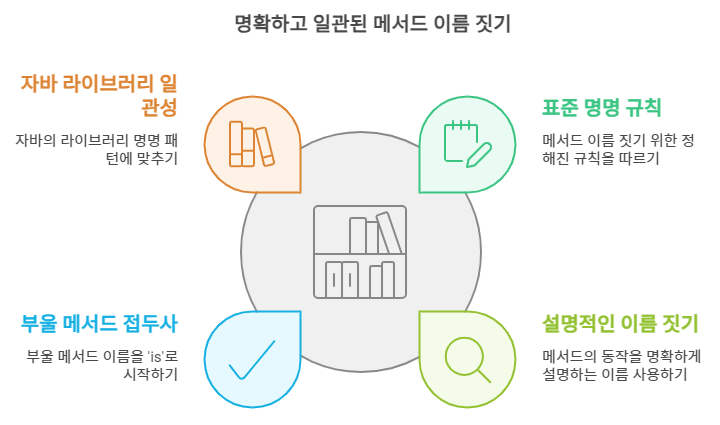 명확하고 일관된 메서드 이름 짓기
자바 라이브러리 일
관성
자바의 라이브러리 명명 패
턴에 맞추기
표준 명명 규칙
메서드 이름 짓기 위한 정
해진 규칙을 따르기
부울 메서드 접두사
부울 메서드 이름을 'is'로
시작하기
설명적인 이름 짓기
메서드의 동작을 명확하게
설명하는 이름 사용하기